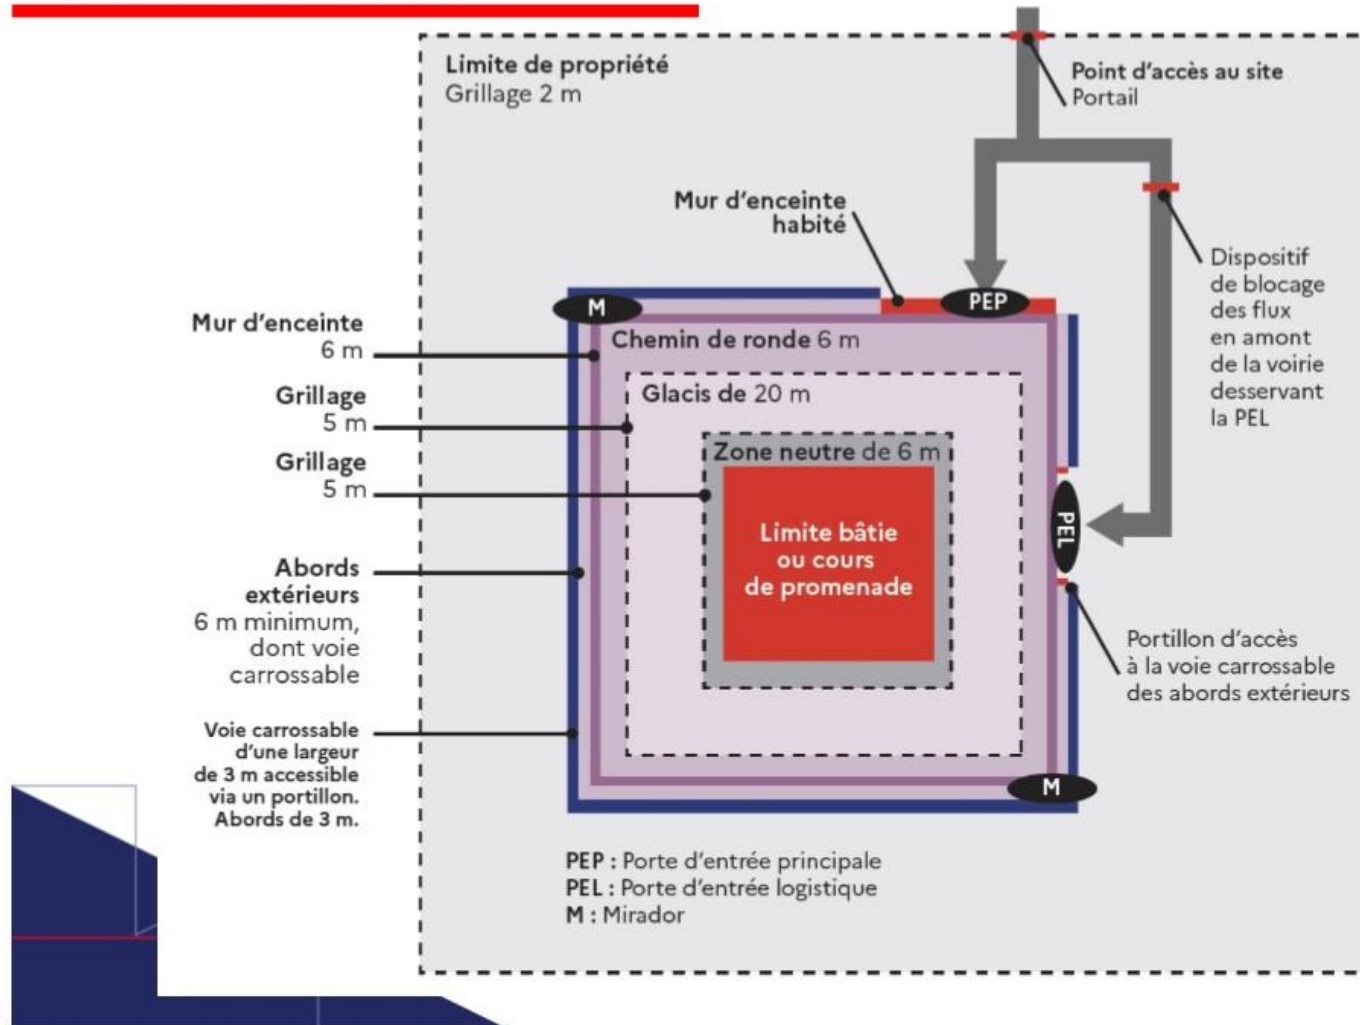 Limite de propriété
Grillage 2 m
Point d'accès au site
Portail
Mur d'enceinte
habité
Dispositif
de blocage
des flux
en amont
de la voirie
desservant
la PEL
M
PEP
Mur d'enceinte
6 m
Chemin de ronde 6 m
Grillage
5 m
Glacis de 20 m
Grillage
5 m
Zone neutre de 6 m
Limite bâtie
ou cours
de promenade
PEL
Abords
extérieurs
6 m minimum,
dont voie
carrossable
Portillon d'accès
à la voie carrossable
des abords extérieurs
Voie carrossable
d'une largeur
de 3 m accessible
via un portillon.
Abords de 3 m.
M
PEP : Porte d'entrée principale
PEL : Porte d'entrée logistique
M : Mirador